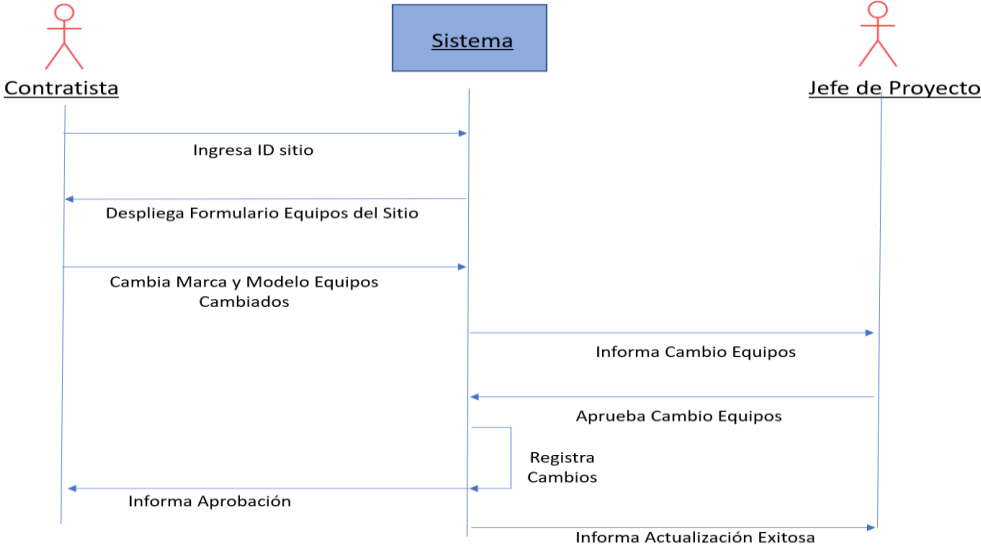 Sistema
Contratista
Jefe de Proyecto
Ingresa ID sitio
Despliega Formulario Equipos del Sitio
Cambia Marca y Modelo Equipos
Cambiados
Informa Cambio Equipos
Aprueba Cambio Equipos
Registra
Cambios
Informa Aprobación
Informa Actualización Exitosa